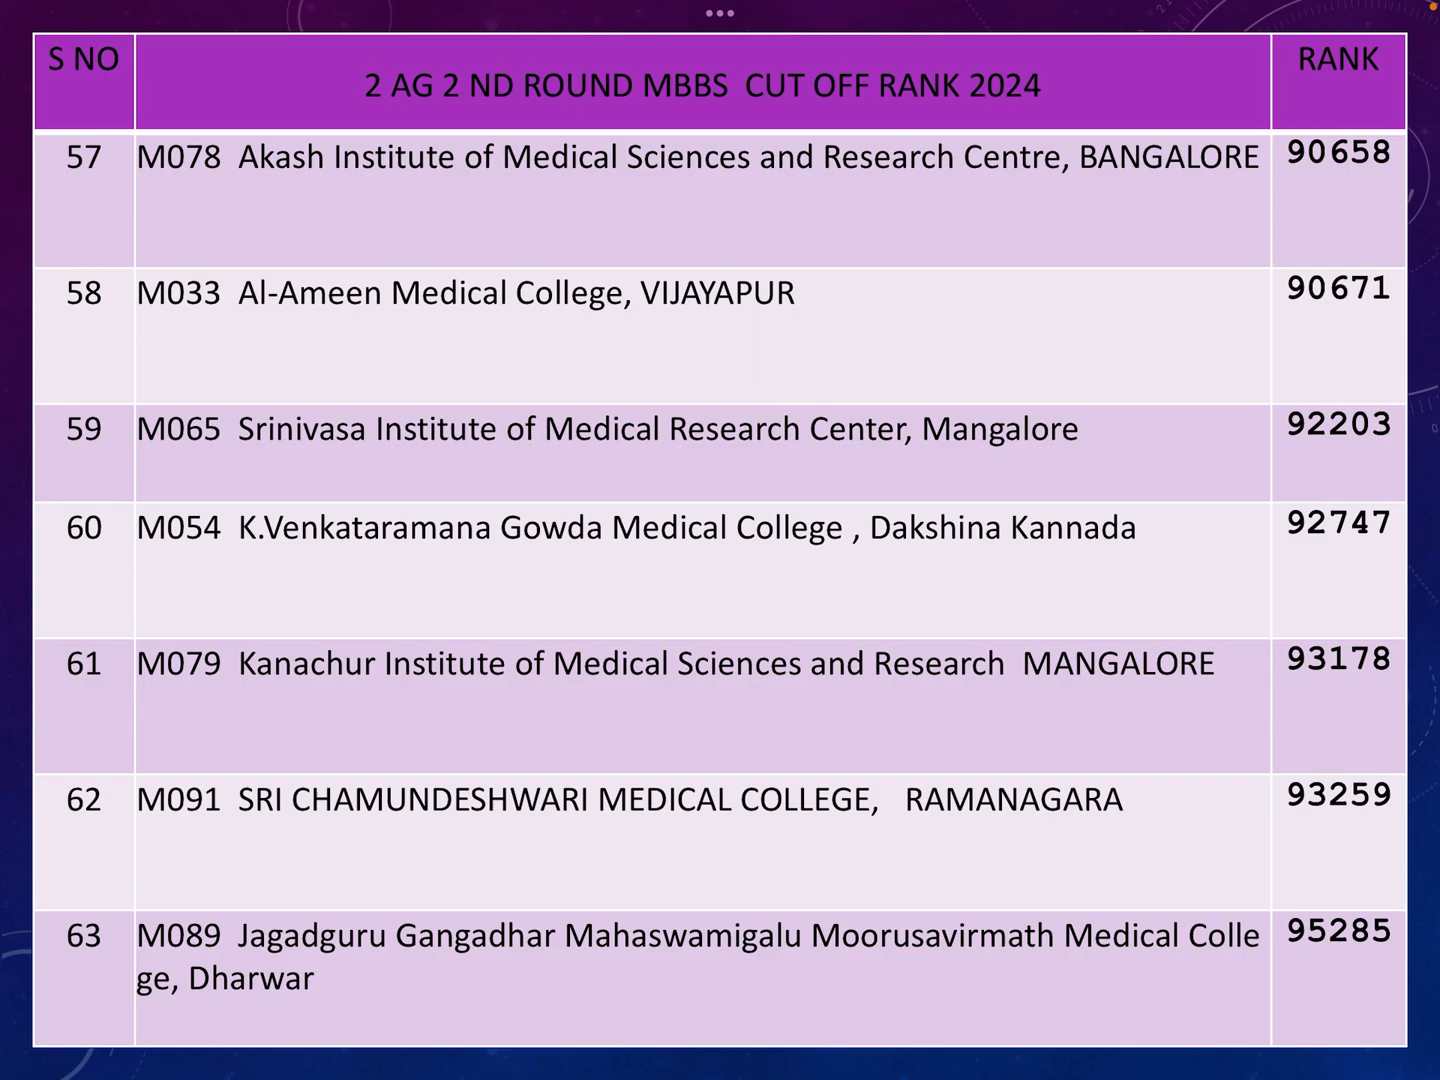 S NO
2 AG 2 ND ROUND MBBS  CUT OFF RANK 2024
RANK
57
M078  Akash Institute of Medical Sciences and Research Centre, BANGALORE
90658
58
M033  Al-Ameen Medical College, VIJAYAPUR
90671
59
M065  Srinivasa Institute of Medical Research Center, Mangalore
92203
60
M054  K.Venkataramana Gowda Medical College , Dakshina Kannada
92747
61
M079  Kanachur Institute of Medical Sciences and Research  MANGALORE
93178
62
M091  SRI CHAMUNDESHWARI MEDICAL COLLEGE,   RAMANAGARA
93259
63
M089  Jagadguru Gangadhar Mahaswamigalu Moorusavirmath Medical Colle
ge, Dharwar
95285